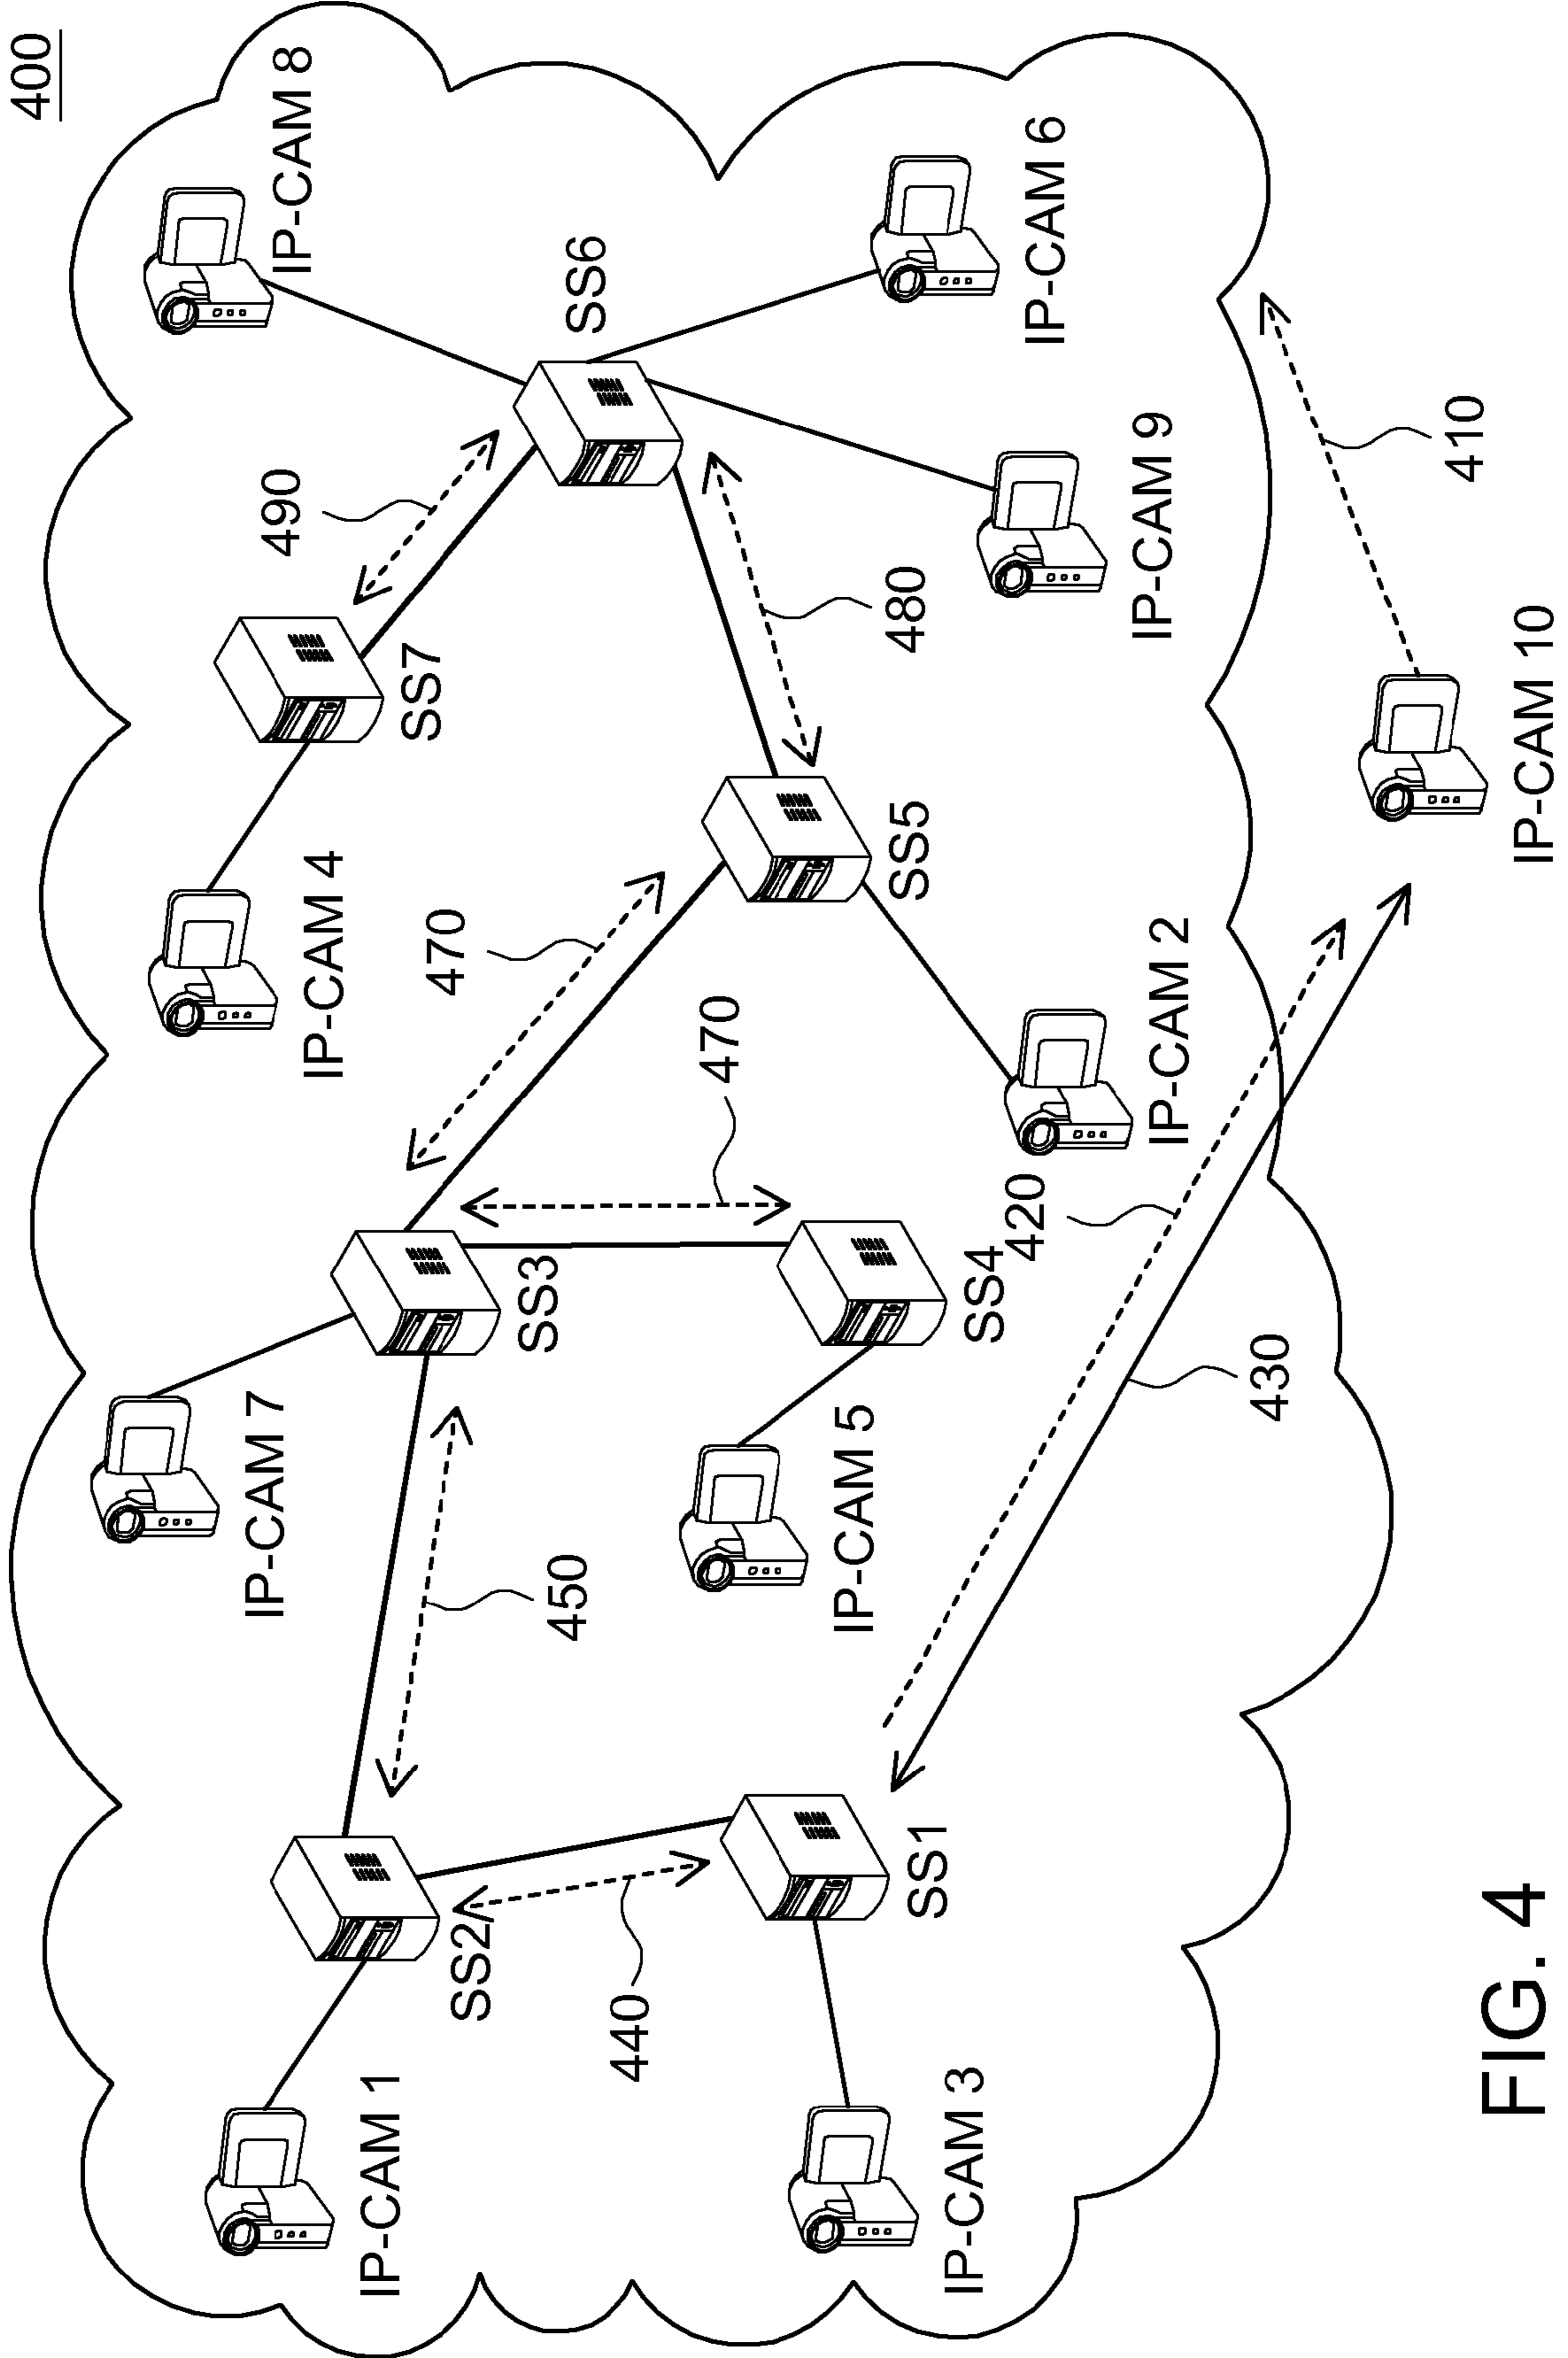 400
IP-CAM 1
SS2
440
IP-CAM 3
SS1
IP-CAM 7
450
SS3
IP-CAM 5
SS4
470
470
420
430
IP-CAM 4
SS7
490
SS5
480
IP-CAM 2
IP-CAM 8
SS6
IP-CAM 6
IP-CAM 9
410
IP-CAM 10
FIG. 4